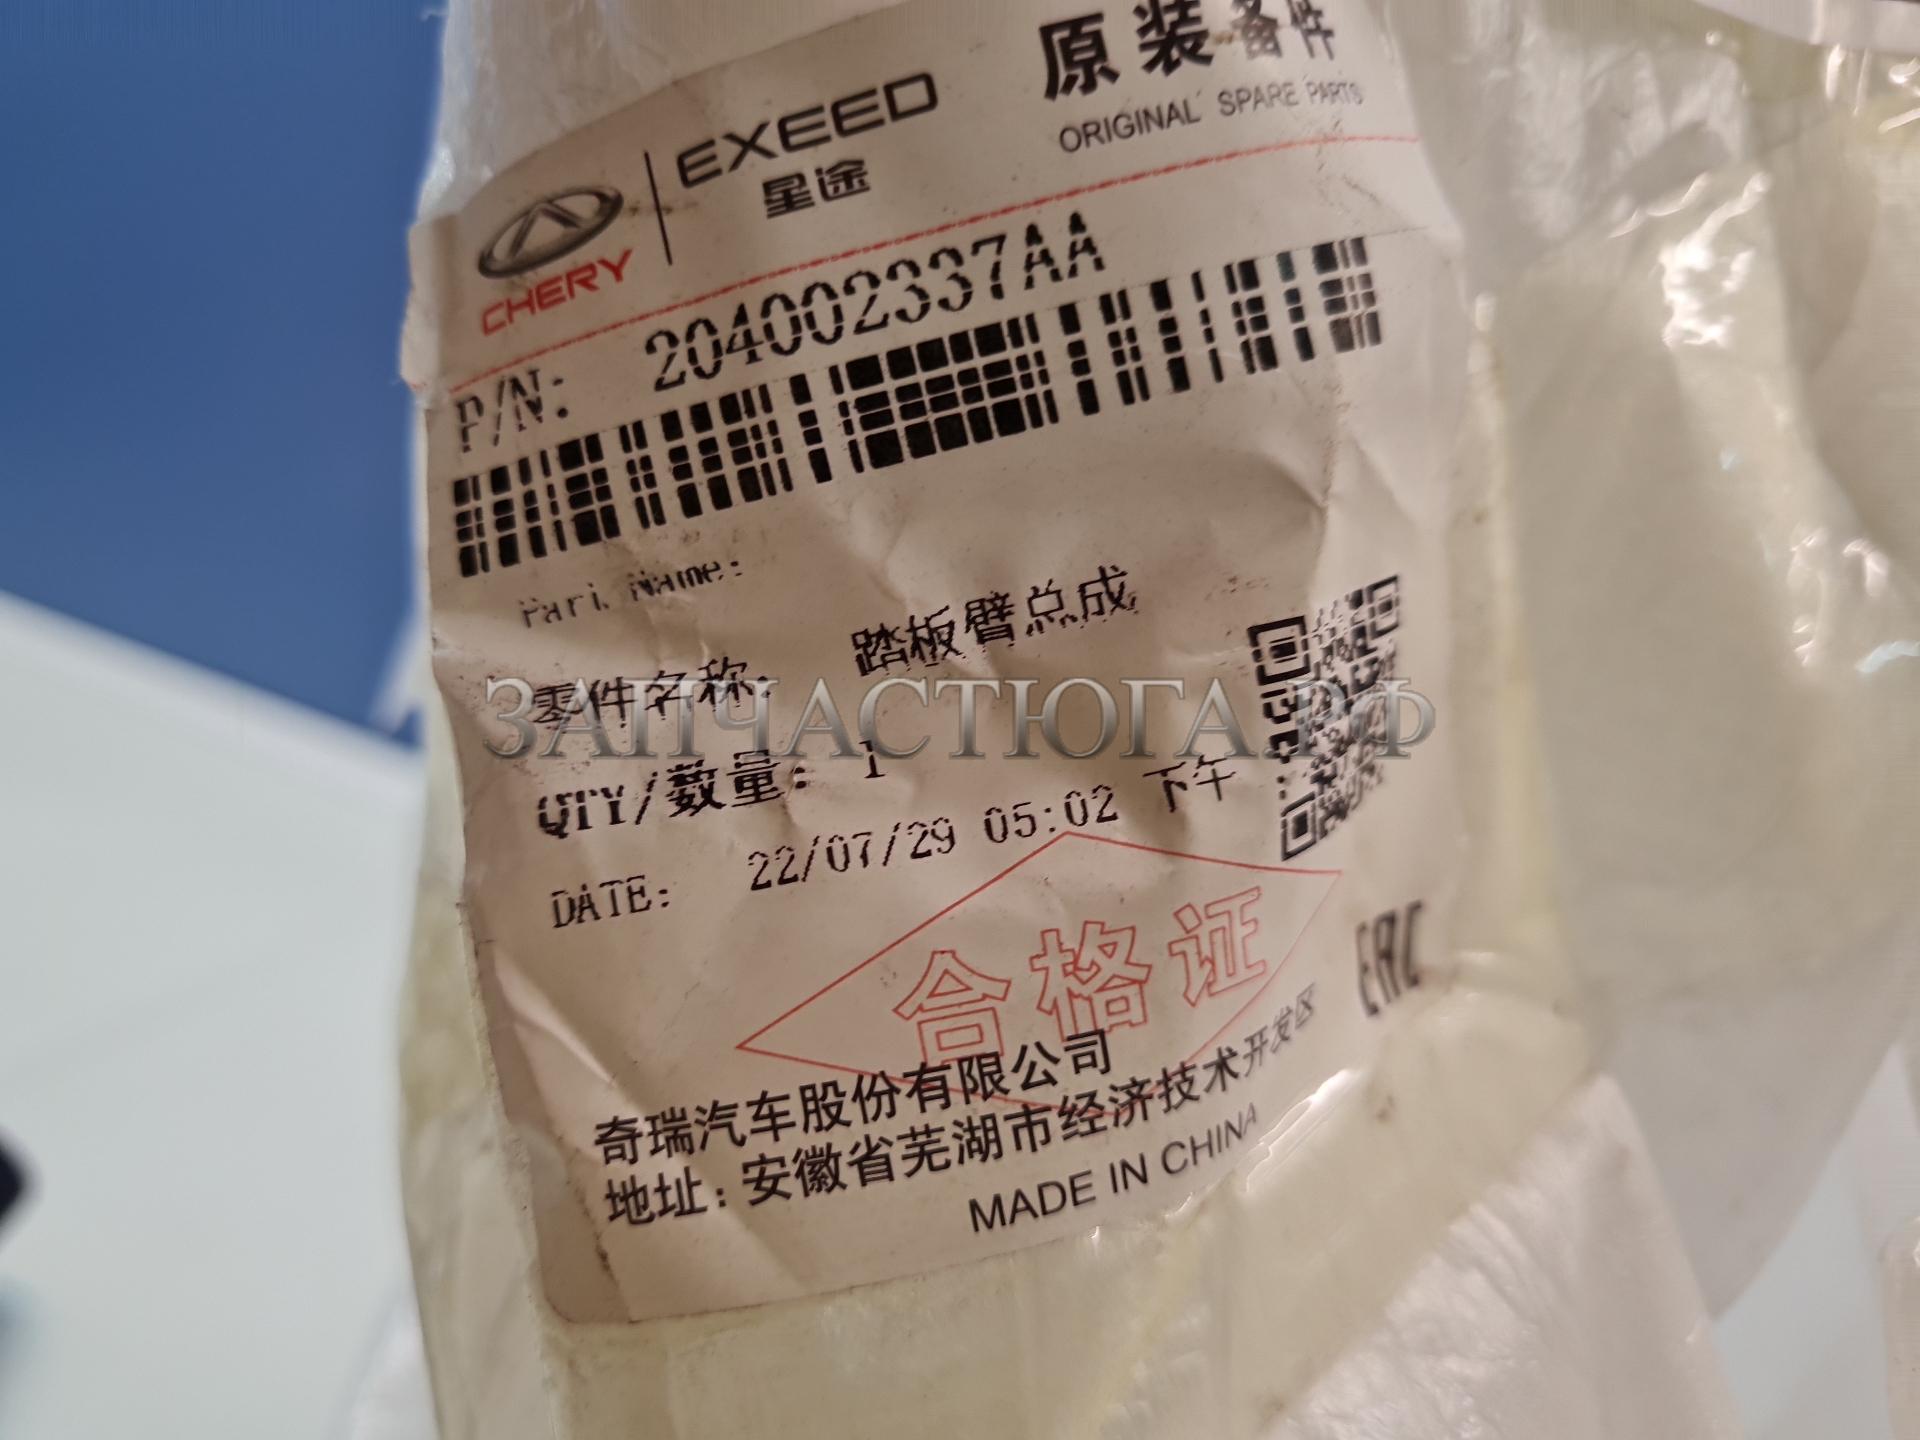 原装备件
ORIGINAL SPARE PARTS
CHERY
EXEED
星途
P/N: 204002337AA
Part Name:
零件名称: 踏板臂总成
QTY/数量: 1
DATE: 22/07/29 05:02 下午
合格证
EAC
奇瑞汽车股份有限公司
地址:安徽省芜湖市经济技术开发区
MADE IN CHINA
ЗАПЧАСТЮГА.РФ